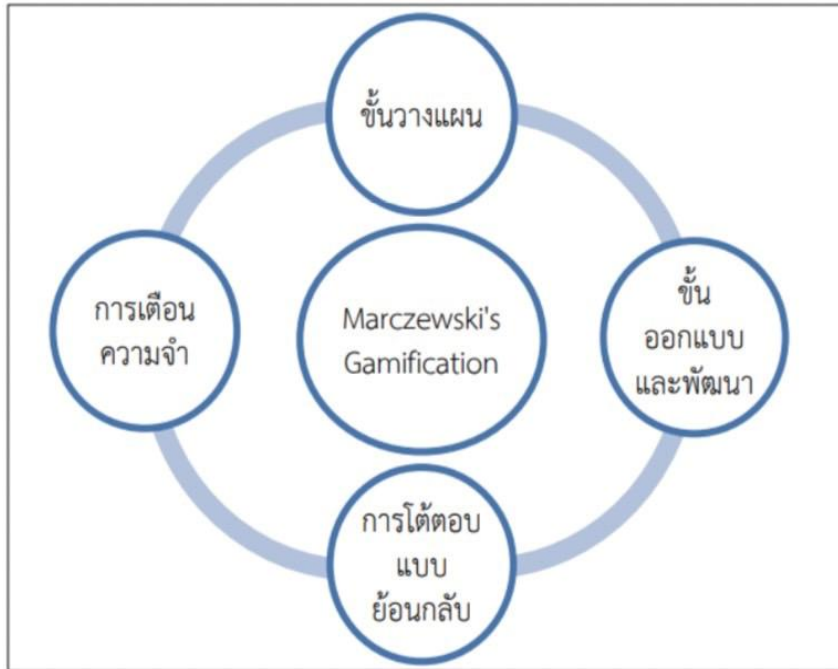 ขั้นวางแผน
การเตือน
ความจำ
Marczewski's
Gamification
ขั้น
ออกแบบ
และพัฒนา
การโต้ตอบ
แบบ
ย้อนกลับ